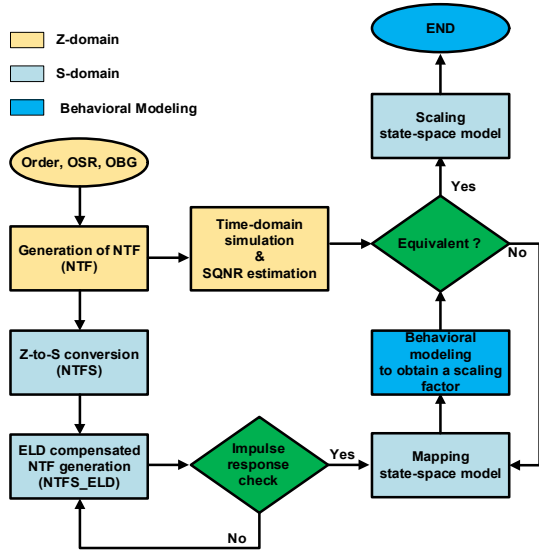 Z-domain
S-domain
Behavioral Modeling
END
Scaling
state-space model
Order, OSR, OBG
Yes
Generation of NTF
(NTF)
Time-domain
simulation
&
SQNR estimation
Equivalent ?
No
Z-to-S conversion
(NTFS)
Behavioral
modeling
to obtain a scaling
factor
ELD compensated
NTF generation
(NTFS_ELD)
Impulse
response
check
Yes
Mapping
state-space model
No